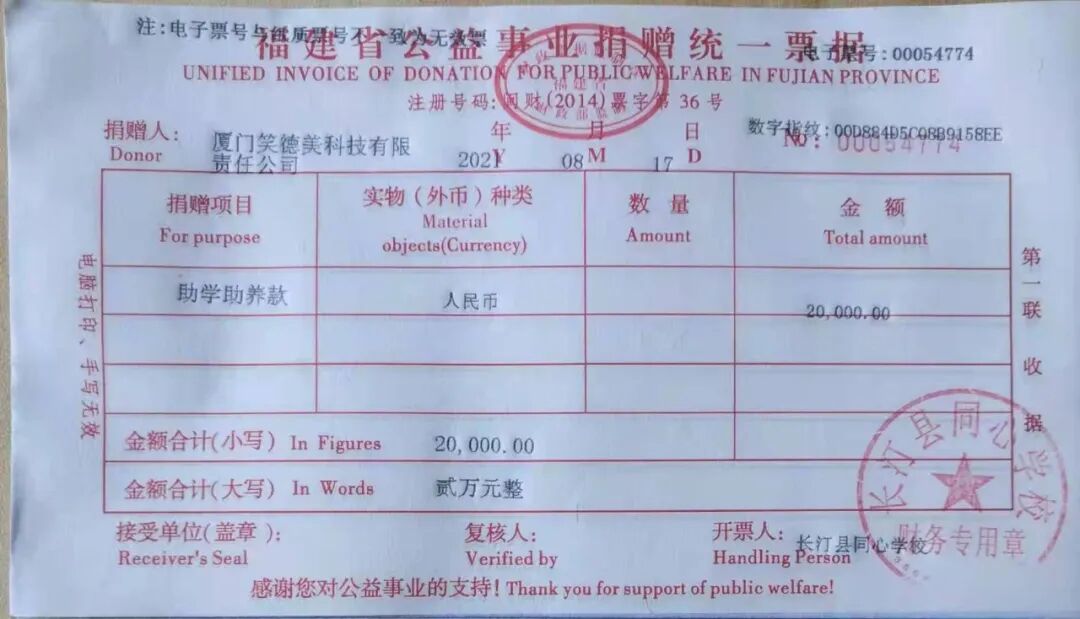 注:电子票号与纸质票号不一致为无效票
福建省公益事业捐赠统一票据
电子票号:00054774
UNIFIED INVOICE OF DONATION FOR PUBLIC WELFARE IN FUJIAN PROVINCE
注册号码:闽财(2014)票字第 36 号
福建省
捐赠人:
Donor
厦门笑德美科技有限
责任公司
年 月 日
2021 Y 08 M 17 D
数字指纹:00D884D5C08B9158EE
No: 00054774
捐赠项目
For purpose
实物(外币)种类
Material
objects(Currency)
数 量
Amount
金 额
Total amount
助学助养款 人民币 20,000.00
金额合计(小写) In Figures 20,000.00
金额合计(大写) In Words 贰万元整
电脑打印、手写无效
第一联 收据
接受单位(盖章):
Receiver's Seal
复核人:
Verified by
开票人:
Handling Person
长汀县同心学校
长汀县同心学校
财务专用章
感谢您对公益事业的支持! Thank you for support of public welfare!